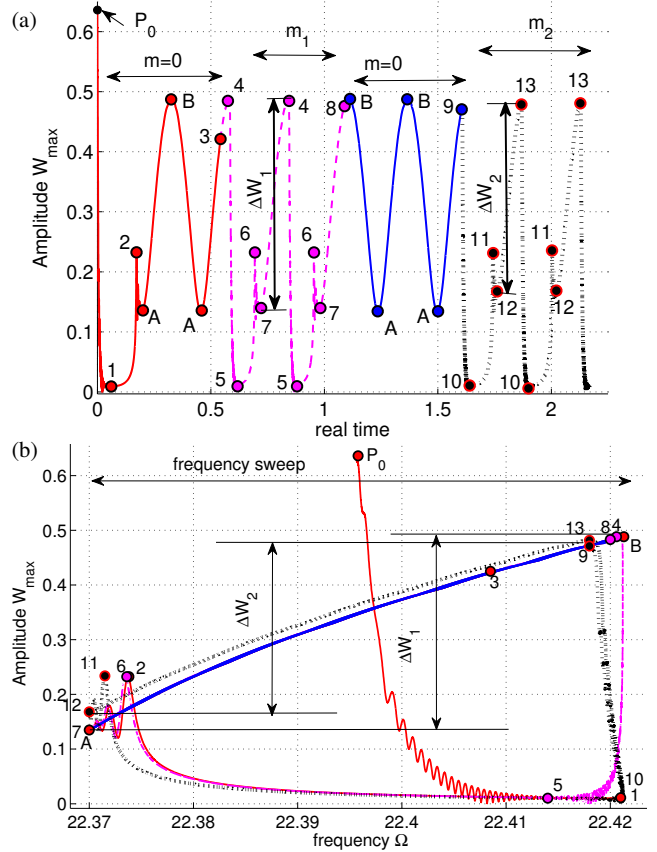 (a)
P0
m=0
m1
m=0
m2
B
4
4
8
B
B
9
13
13
3
ΔW1
ΔW2
2
6
6
11
11
A
A
7
7
A
A
12
12
1
5
5
10
10
0.6
0.5
0.4
0.3
0.2
0.1
0
Amplitude Wmax
0
0.5
1
1.5
2
real time
(b)
P0
frequency sweep
13
8
4
9
B
3
ΔW2
ΔW1
11
6
2
12
7
A
5
10
1
0.6
0.5
0.4
0.3
0.2
0.1
0
Amplitude Wmax
22.37
22.38
22.39
22.4
22.41
22.42
frequency Ω